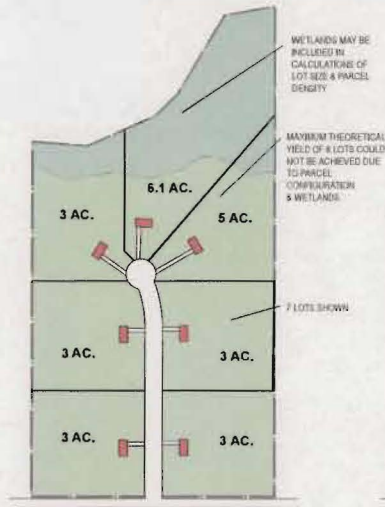 WETLANDS MAY BE
INCLUDED IN
CALCULATIONS OF
LOT SIZE & PARCEL
DENSITY
MAXIMUM THEORETICAL
YIELD OF 8 LOTS COULD
NOT BE ACHIEVED DUE
TO PARCEL
CONFIGURATION
& WETLANDS
6.1 AC.
3 AC.
5 AC.
7 LOTS SHOWN
3 AC.
3 AC.
3 AC.
3 AC.